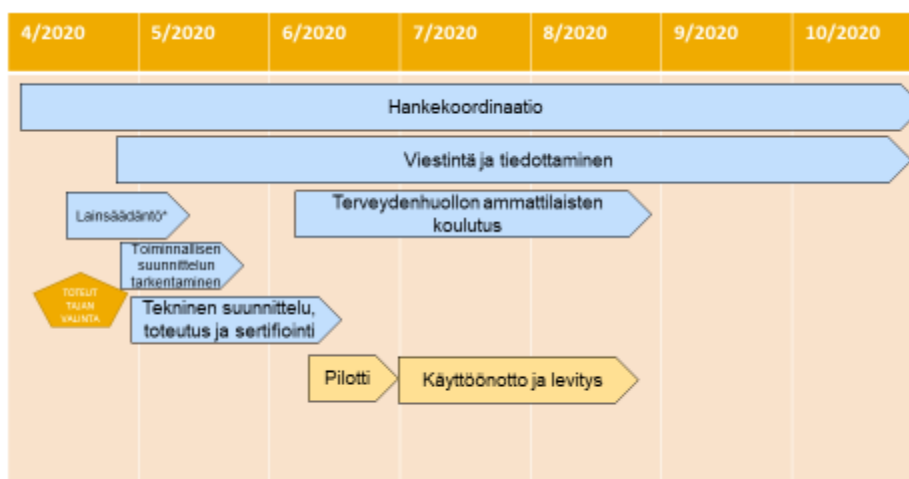 4/2020 5/2020 6/2020 7/2020 8/2020 9/2020 10/2020
Hankekoordinaatio
Viestintä ja tiedottaminen
Lainsäädäntö*
Terveydenhuollon ammattilaisten
koulutus
Toiminnallisen
suunnittelun
tarkentaminen
TOTEUT
TAJAN
VALINTA
Tekninen suunnittelu,
toteutus ja sertifiointi
Pilotti
Käyttöönotto ja levitys